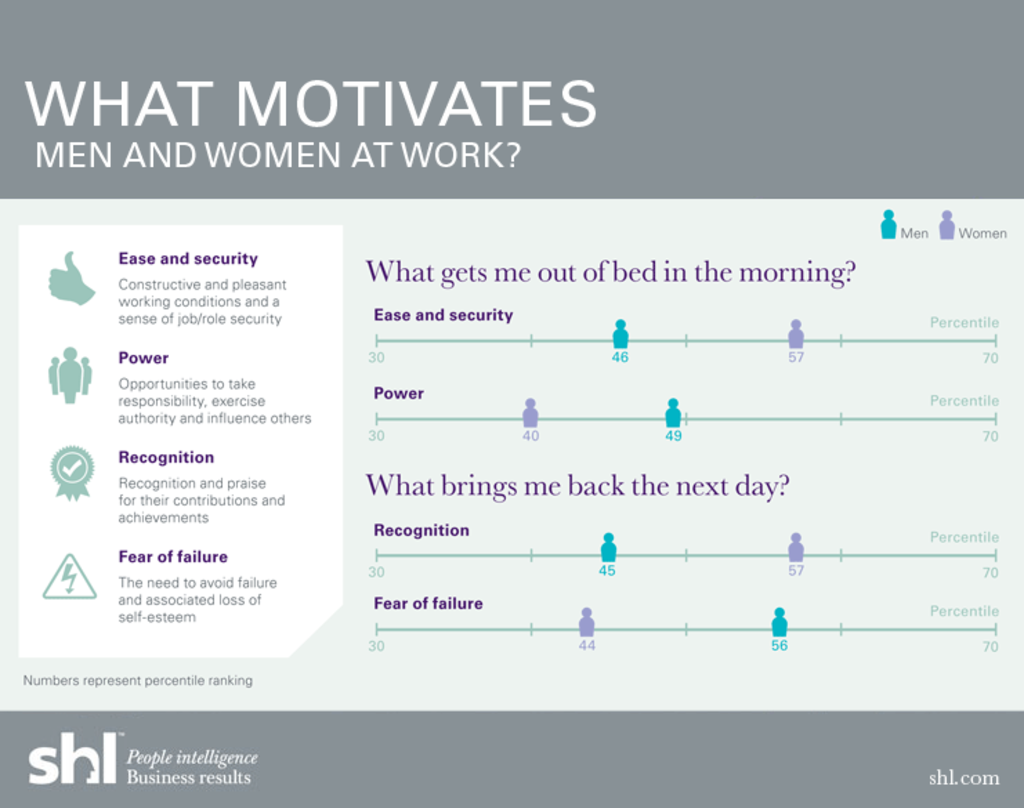 WHAT MOTIVATES
MEN AND WOMEN AT WORK?
Men Women
Ease and security
Constructive and pleasant
working conditions and a
sense of job/role security
Power
Opportunities to take
responsibility, exercise
authority and influence others
Recognition
Recognition and praise
for their contributions and
achievements
Fear of failure
The need to avoid failure
and associated loss of
self-esteem
Numbers represent percentile ranking
What gets me out of bed in the morning?
Ease and security
Percentile
30 46 57 70
Power
Percentile
30 40 49 70
What brings me back the next day?
Recognition
Percentile
30 45 57 70
Fear of failure
Percentile
30 44 56 70
shl™ People intelligence
Business results
shl.com